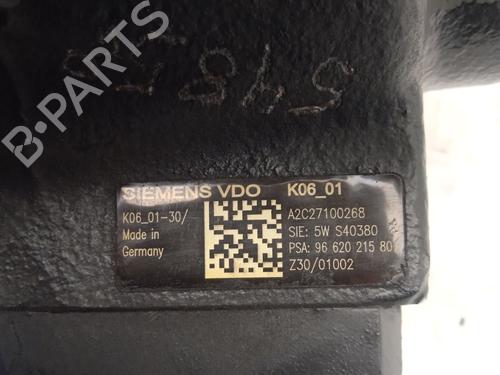 B-PARTS
SIEMENS VDO K06_01
K06_01-30/ A2C27100268
Made in SIE: 5W S40380
Germany PSA: 96 620 215 80
Z30/01002